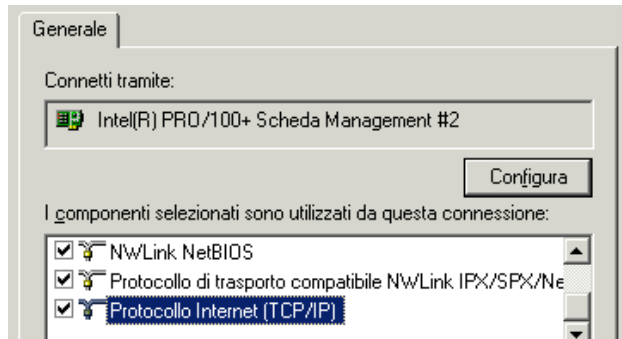 Generale
Connetti tramite:
Intel(R) PRO/100+ Scheda Management #2
Configura
I componenti selezionati sono utilizzati da questa connessione:
NWLink NetBIOS
Protocollo di trasporto compatibile NWLink IPX/SPX/Ne
Protocollo Internet (TCP/IP)